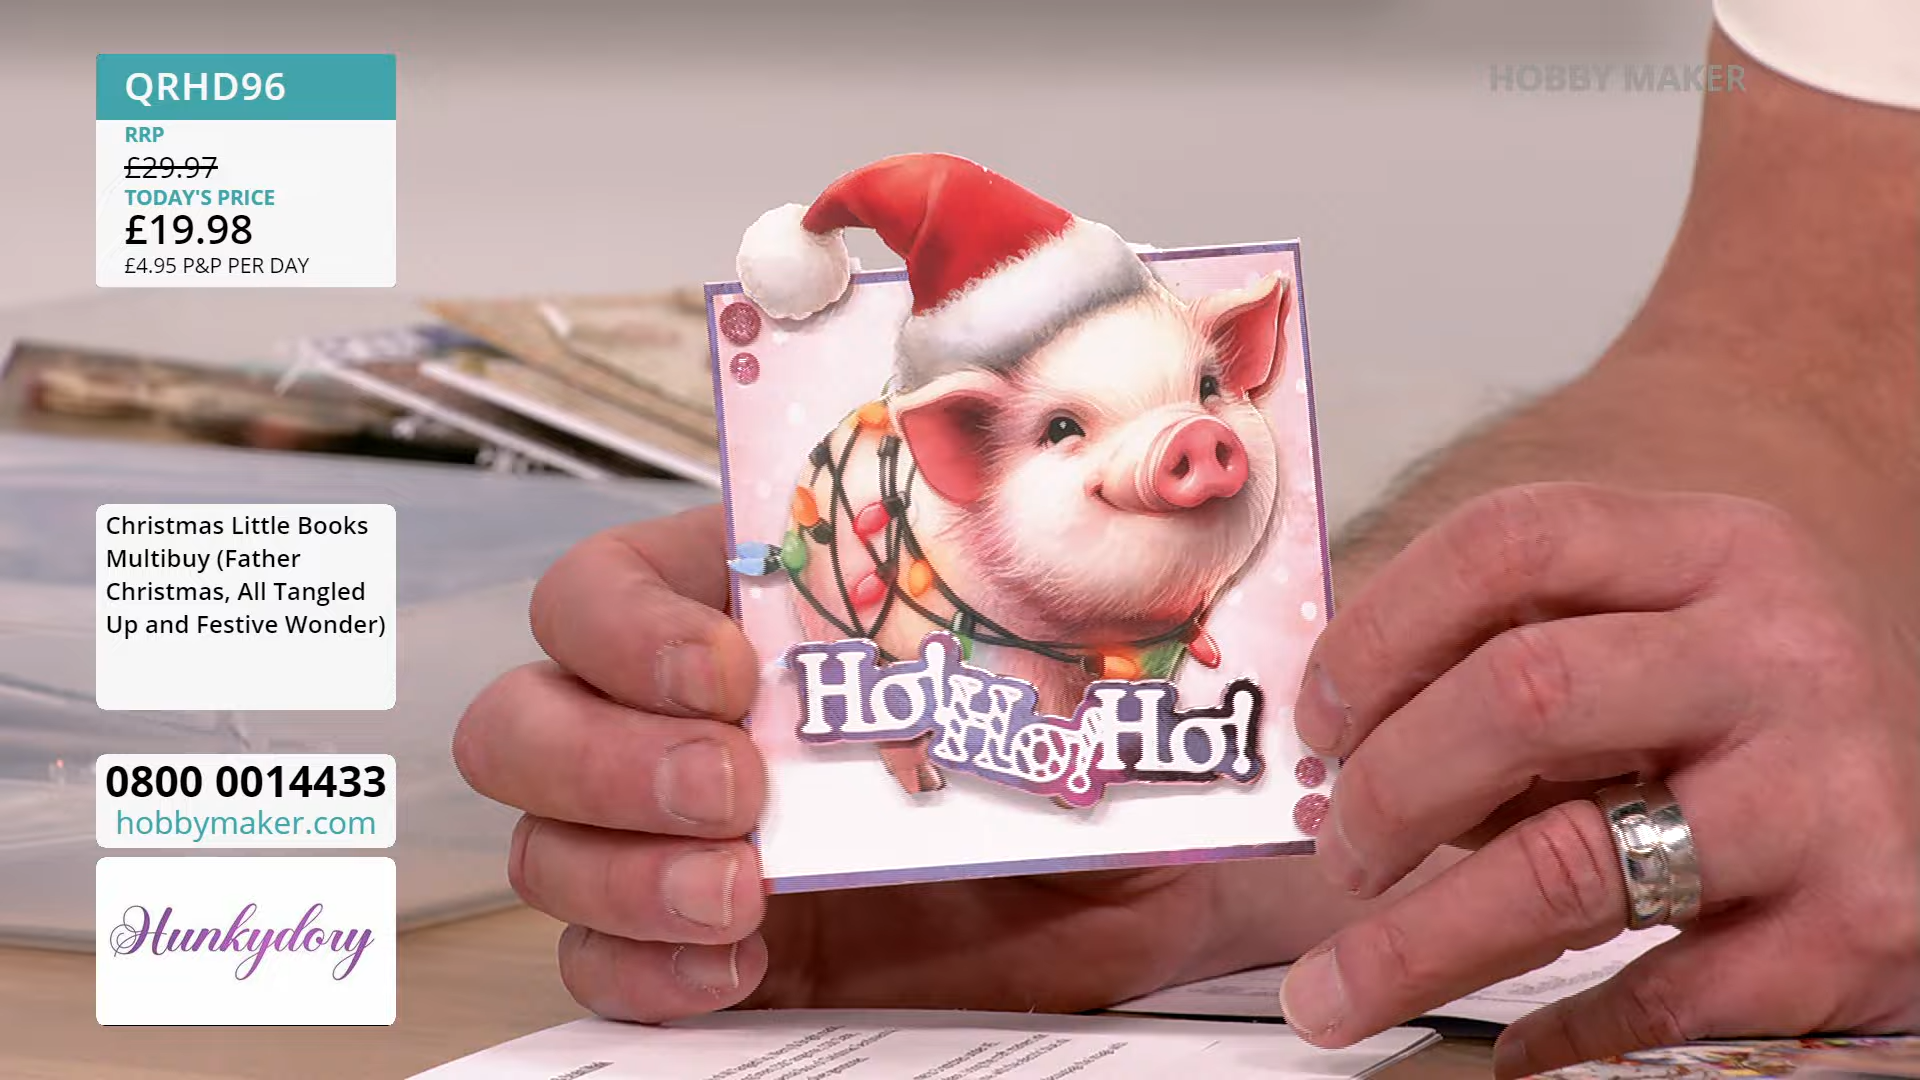 QRHD96
RRP
£29.97
TODAY'S PRICE
£19.98
£4.95 P&P PER DAY
HOBBY MAKER
Christmas Little Books
Multibuy (Father
Christmas, All Tangled
Up and Festive Wonder)
0800 0014433
hobbymaker.com
Hunkydory
Ho! Ho! Ho!